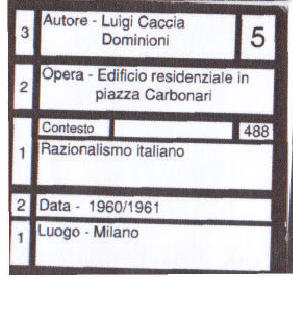 3 Autore - Luigi Caccia 5
Dominioni
2 Opera - Edificio residenziale in
piazza Carbonari
Contesto 488
1 Razionalismo italiano
2 Data - 1960/1961
1 Luogo - Milano